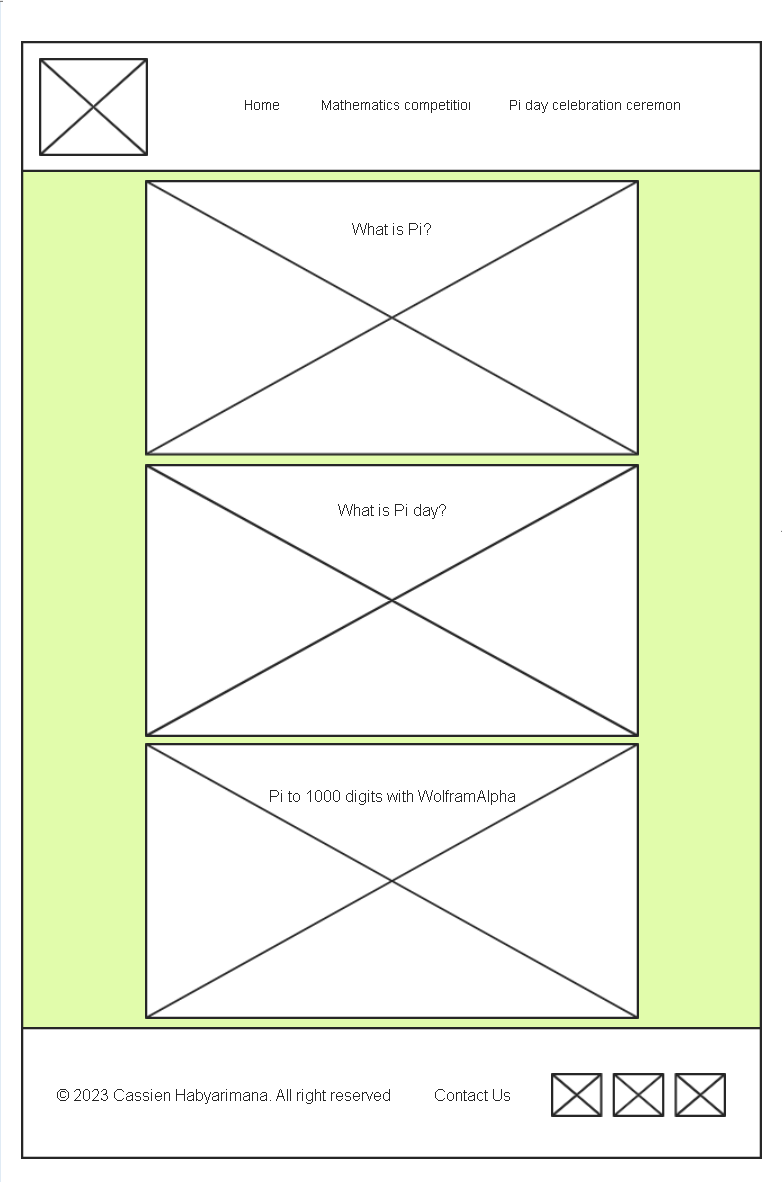 Home
Mathematics competition
Pi day celebration ceremon
What is Pi?
What is Pi day?
Pi to 1000 digits with WolframAlpha
© 2023 Cassien Habyarimana. All right reserved
Contact Us